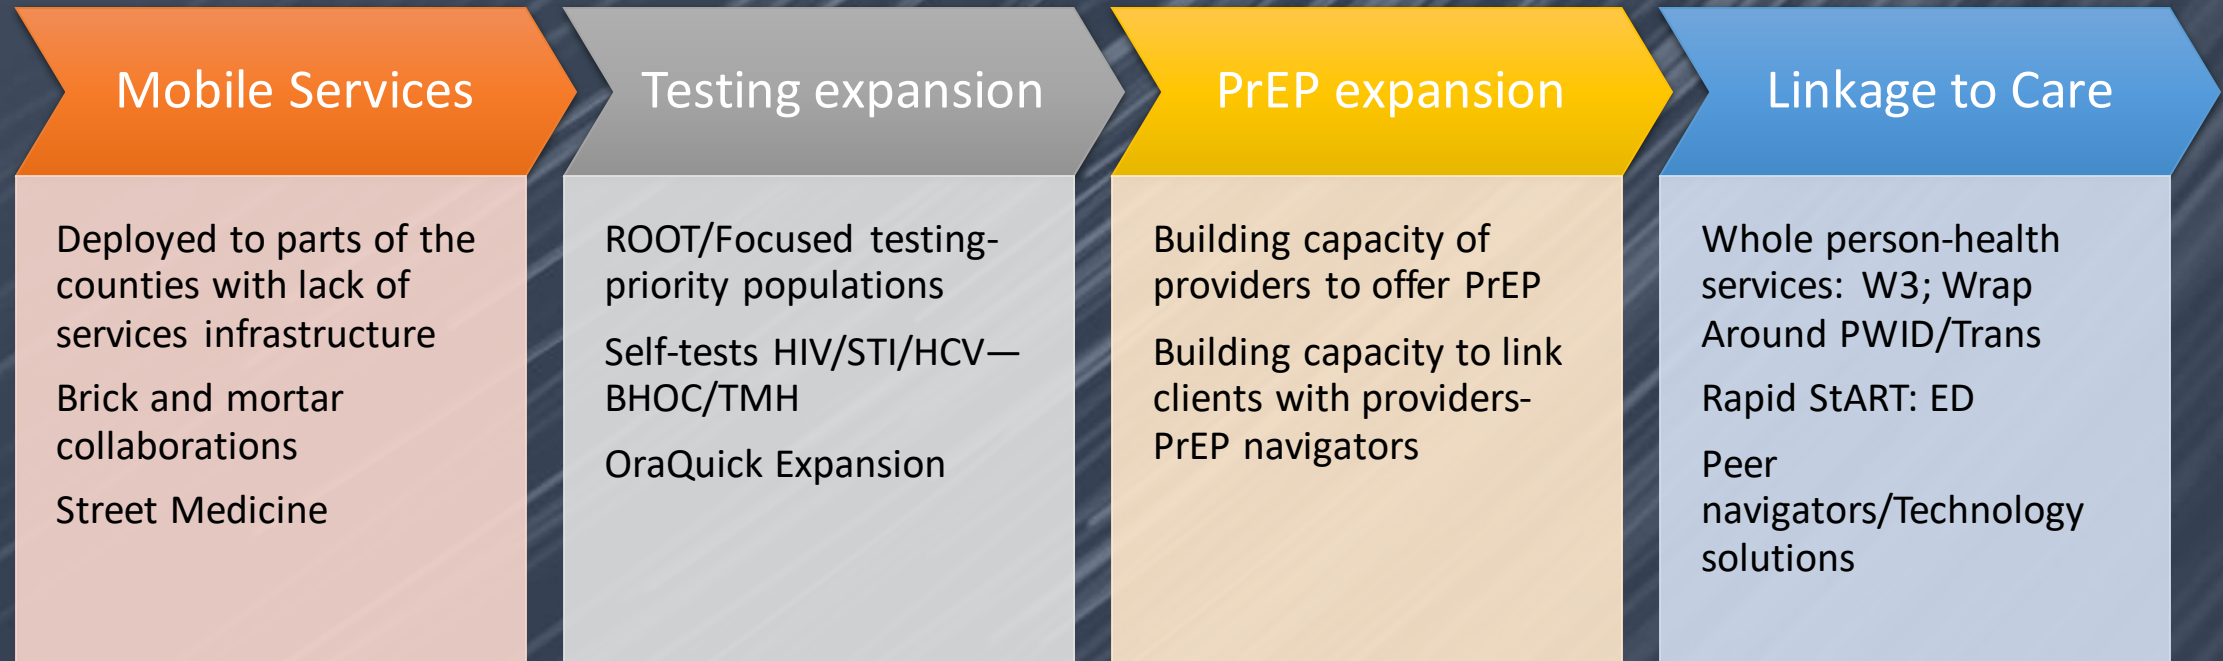 Mobile Services
Deployed to parts of the
counties with lack of
services infrastructure
Brick and mortar
collaborations
Street Medicine
Testing expansion
ROOT/Focused testing-
priority populations
Self-tests HIV/STI/HCV—
BHOC/TMH
OraQuick Expansion
PrEP expansion
Building capacity of
providers to offer PrEP
Building capacity to link
clients with providers-
PrEP navigators
Linkage to Care
Whole person-health
services: W3; Wrap
Around PWID/Trans
Rapid StART: ED
Peer
navigators/Technology
solutions